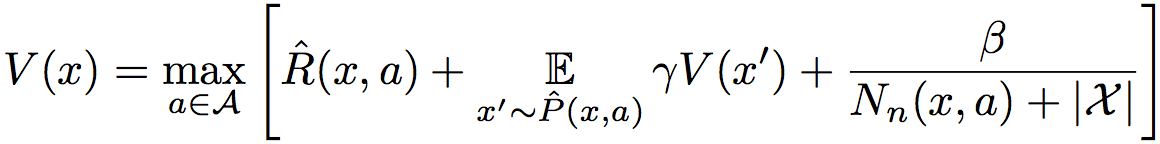 V(x) = max_{a∈𝒜} [ R̂(x, a) + 𝔼_{x′∼P̂(x,a)} γV(x′) + β / (N_n(x, a) + |𝒳|) ]